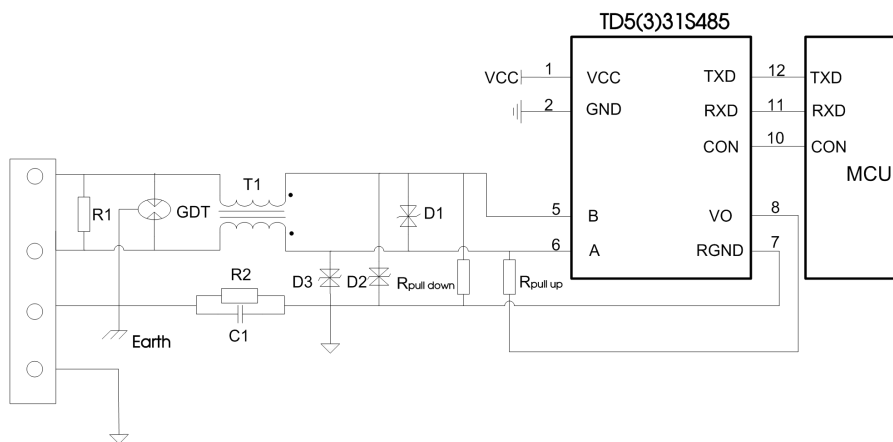 TD5(3)31S485
VCC 1 VCC TXD 12 TXD
2 GND RXD 11 RXD
CON 10 CON
MCU
T1
R1 GDT D1 5 B VO 8
6 A RGND 7
R2 D3 D2 Rpull down Rpull up
C1
Earth